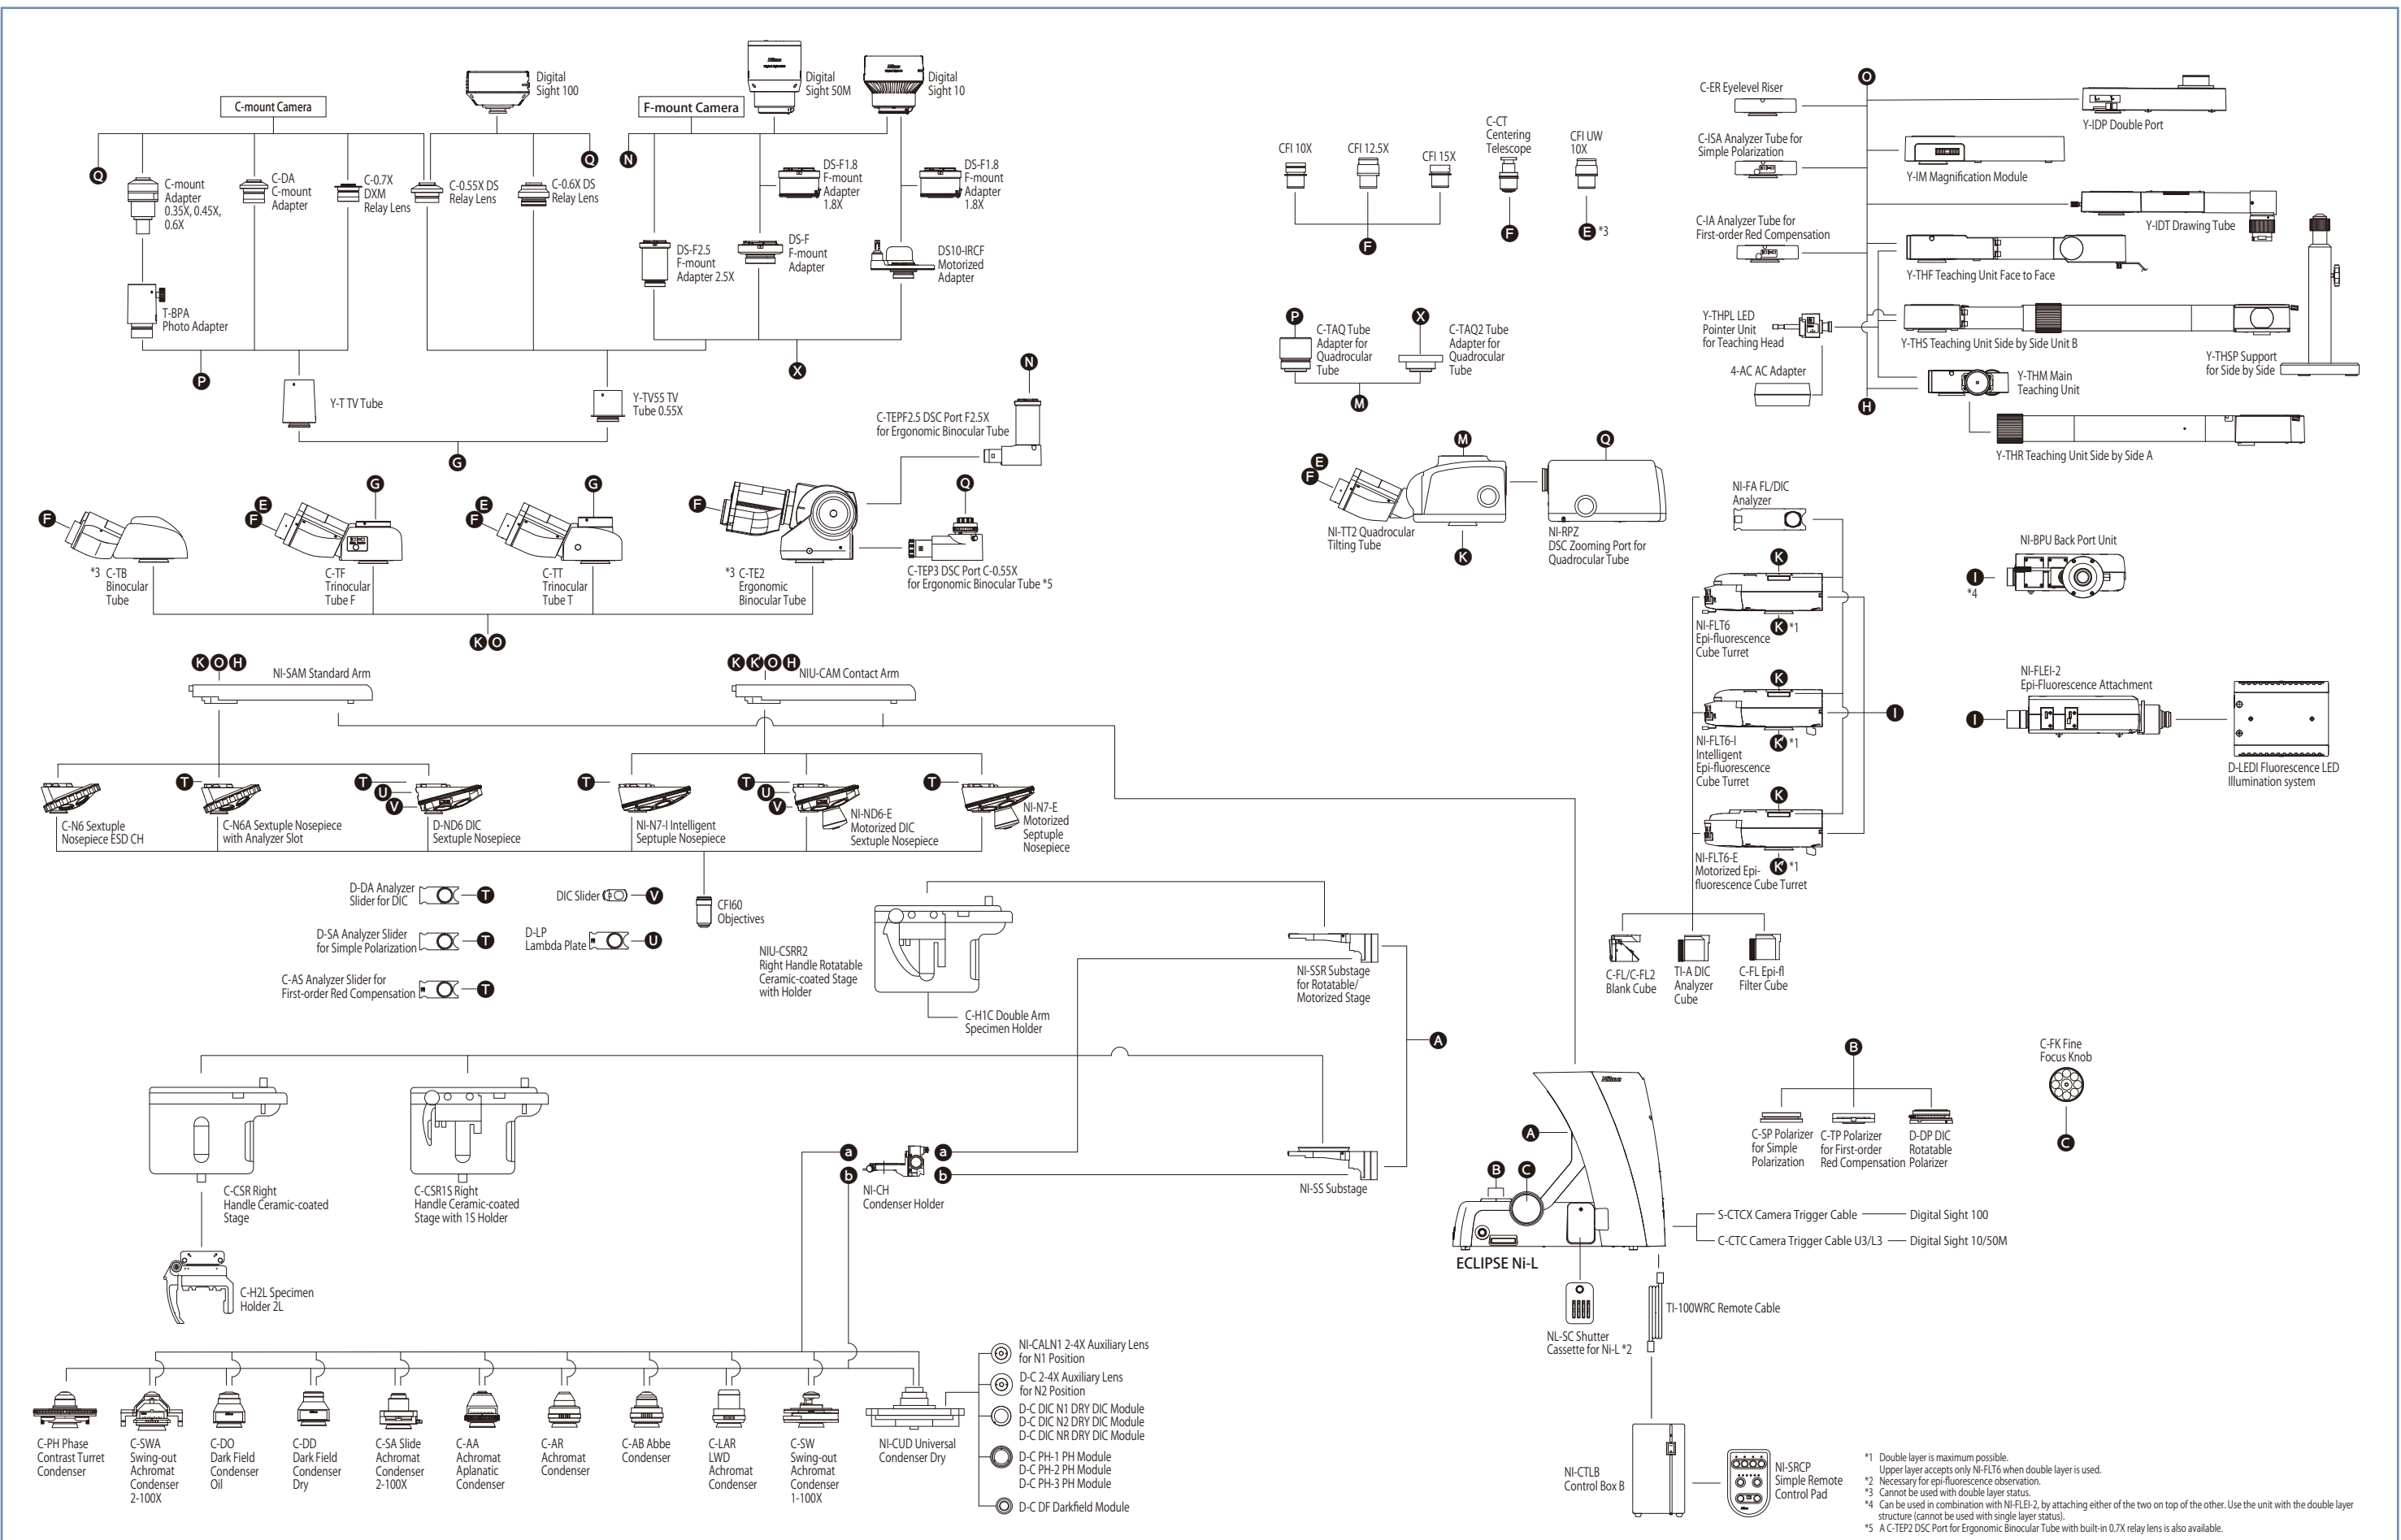 C-mount Camera
Digital
Sight 100
F-mount Camera
Nikon
Digital
Sight 50M
Nikon
Digital
Sight 10
Q
C-mount
Adapter
0.35X, 0.45X,
0.6X
C-DA
C-mount
Adapter
C-0.7X
DXM
Relay Lens
C-0.55X DS
Relay Lens
Q
C-0.6X DS
Relay Lens
N
DS-F1.8
F-mount
Adapter
1.8X
DS-F1.8
F-mount
Adapter
1.8X
DS-F2.5
F-mount
Adapter 2.5X
DS-F
F-mount
Adapter
DS10-IRCF
Motorized
Adapter
T-BPA
Photo Adapter
P
X
Y-T TV Tube
Y-TV55 TV
Tube 0.55X
G
N
C-TEPF2.5 DSC Port F2.5X
for Ergonomic Binocular Tube
F
*3 C-TB
Binocular
Tube
E
F
G
C-TF
Trinocular
Tube F
E
F
G
C-TT
Trinocular
Tube T
F
*3 C-TE2
Ergonomic
Binocular Tube
Q
C-TEP3 DSC Port C-0.55X
for Ergonomic Binocular Tube *5
K O
CFI 10X
CFI 12.5X
CFI 15X
F
C-CT
Centering
Telescope
F
CFI UW
10X
E *3
P
C-TAQ Tube
Adapter for
Quadrocular
Tube
X
C-TAQ2 Tube
Adapter for
Quadrocular
Tube
M
E
F
M
K
NI-TT2 Quadrocular
Tilting Tube
Q
NI-RPZ
DSC Zooming Port for
Quadrocular Tube
O
C-ER Eyelevel Riser
Y-IDP Double Port
C-ISA Analyzer Tube for
Simple Polarization
Y-IM Magnification Module
C-IA Analyzer Tube for
First-order Red Compensation
Y-IDT Drawing Tube
Y-THF Teaching Unit Face to Face
Y-THPL LED
Pointer Unit
for Teaching Head
Y-THS Teaching Unit Side by Side Unit B
Y-THSP Support
for Side by Side
4-AC AC Adapter
Y-THM Main
Teaching Unit
H
Y-THR Teaching Unit Side by Side A
NI-FA FL/DIC
Analyzer
K
NI-FLT6
Epi-fluorescence
Cube Turret
K *1
K
NI-FLT6-I
Intelligent
Epi-fluorescence
Cube Turret
K' *1
K
NI-FLT6-E
Motorized Epi-
fluorescence Cube Turret
K' *1
I
NI-BPU Back Port Unit
I
*4
NI-FLEI-2
Epi-Fluorescence Attachment
I
D-LEDI Fluorescence LED
Illumination system
C-FL/C-FL2
Blank Cube
TI-A DIC
Analyzer
Cube
C-FL Epi-fl
Filter Cube
K O H
NI-SAM Standard Arm
K K' O H
NIU-CAM Contact Arm
C-N6 Sextuple
Nosepiece ESD CH
T
C-N6A Sextuple Nosepiece
with Analyzer Slot
T
U
V
D-ND6 DIC
Sextuple Nosepiece
T
NI-N7-I Intelligent
Septuple Nosepiece
T
U
V
NI-ND6-E
Motorized DIC
Sextuple Nosepiece
T
NI-N7-E
Motorized
Septuple
Nosepiece
D-DA Analyzer
Slider for DIC
T
DIC Slider
V
CFI60
Objectives
D-SA Analyzer Slider
for Simple Polarization
T
D-LP
Lambda Plate
U
C-AS Analyzer Slider for
First-order Red Compensation
T
NIU-CSRR2
Right Handle Rotatable
Ceramic-coated Stage
with Holder
C-H1C Double Arm
Specimen Holder
NI-SSR Substage
for Rotatable/
Motorized Stage
A
NI-SS Substage
C-CSR Right
Handle Ceramic-coated
Stage
C-CSR1S Right
Handle Ceramic-coated
Stage with 1S Holder
a
b
NI-CH
Condenser Holder
a
b
C-H2L Specimen
Holder 2L
Nikon
A
B
C
ECLIPSE Ni-L
NL-SC Shutter
Cassette for Ni-L *2
B
C-SP Polarizer
for Simple
Polarization
C-TP Polarizer
for First-order
Red Compensation
D-DP DIC
Rotatable
Polarizer
C-FK Fine
Focus Knob
C
S-CTCX Camera Trigger Cable
Digital Sight 100
C-CTC Camera Trigger Cable U3/L3
Digital Sight 10/50M
TI-100WRC Remote Cable
NI-CTLB
Control Box B
NI-SRCP
Simple Remote
Control Pad
C-PH Phase
Contrast Turret
Condenser
C-SWA
Swing-out
Achromat
Condenser
2-100X
C-DO
Dark Field
Condenser
Oil
C-DD
Dark Field
Condenser
Dry
C-SA Slide
Achromat
Condenser
2-100X
C-AA
Achromat
Aplanatic
Condenser
C-AR
Achromat
Condenser
C-AB Abbe
Condenser
C-LAR
LWD
Achromat
Condenser
C-SW
Swing-out
Achromat
Condenser
1-100X
NI-CUD Universal
Condenser Dry
NI-CALN1 2-4X Auxiliary Lens
for N1 Position
D-C 2-4X Auxiliary Lens
for N2 Position
D-C DIC N1 DRY DIC Module
D-C DIC N2 DRY DIC Module
D-C DIC NR DRY DIC Module
D-C PH-1 PH Module
D-C PH-2 PH Module
D-C PH-3 PH Module
D-C DF Darkfield Module
*1 Double layer is maximum possible.
Upper layer accepts only NI-FLT6 when double layer is used.
*2 Necessary for epi-fluorescence observation.
*3 Cannot be used with double layer status.
*4 Can be used in combination with NI-FLEI-2, by attaching either of the two on top of the other. Use the unit with the double layer
structure (cannot be used with single layer status).
*5 A C-TEP2 DSC Port for Ergonomic Binocular Tube with built-in 0.7X relay lens is also available.